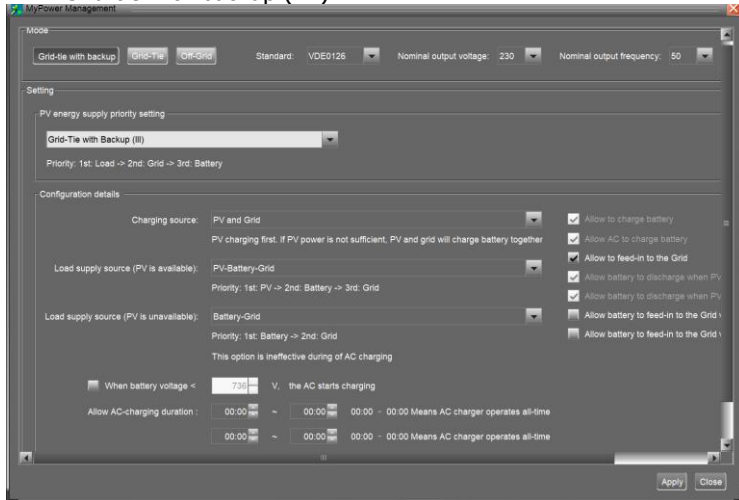 MyPower Management
Mode
Grid-tie with backup Grid-Tie Off-Grid Standard: VDE0126 Nominal output voltage: 230 Nominal output frequency: 50
Setting
PV energy supply priority setting
Grid-Tie with Backup (III)
Priority: 1st: Load -> 2nd: Grid -> 3rd: Battery
Configuration details
Charging source: PV and Grid Allow to charge battery
PV charging first. If PV power is not sufficient, PV and grid will charge battery together Allow AC to charge battery
Allow to feed-in to the Grid
Load supply source (PV is available): PV-Battery-Grid Allow battery to discharge when PV
Priority: 1st: PV -> 2nd: Battery -> 3rd: Grid Allow battery to discharge when PV
Load supply source (PV is unavailable): Battery-Grid Allow battery to feed-in to the Grid
Priority: 1st: Battery -> 2nd: Grid Allow battery to feed-in to the Grid
This option is ineffective during of AC charging
When battery voltage < 736 V, the AC starts charging
Allow AC-charging duration : 00:00 ~ 00:00 00:00 - 00:00 Means AC charger operates all-time
00:00 ~ 00:00 00:00 - 00:00 Means AC charger operates all-time
Apply Close